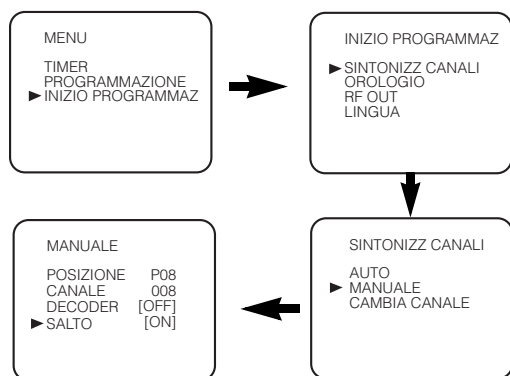 MENU
TIMER
PROGRAMMAZIONE
INIZIO PROGRAMMAZ
INIZIO PROGRAMMAZ
SINTONIZZ CANALI
OROLOGIO
RF OUT
LINGUA
SINTONIZZ CANALI
AUTO
MANUALE
CAMBIA CANALE
MANUALE
POSIZIONE P08
CANALE 008
DECODER [OFF]
SALTO [ON]